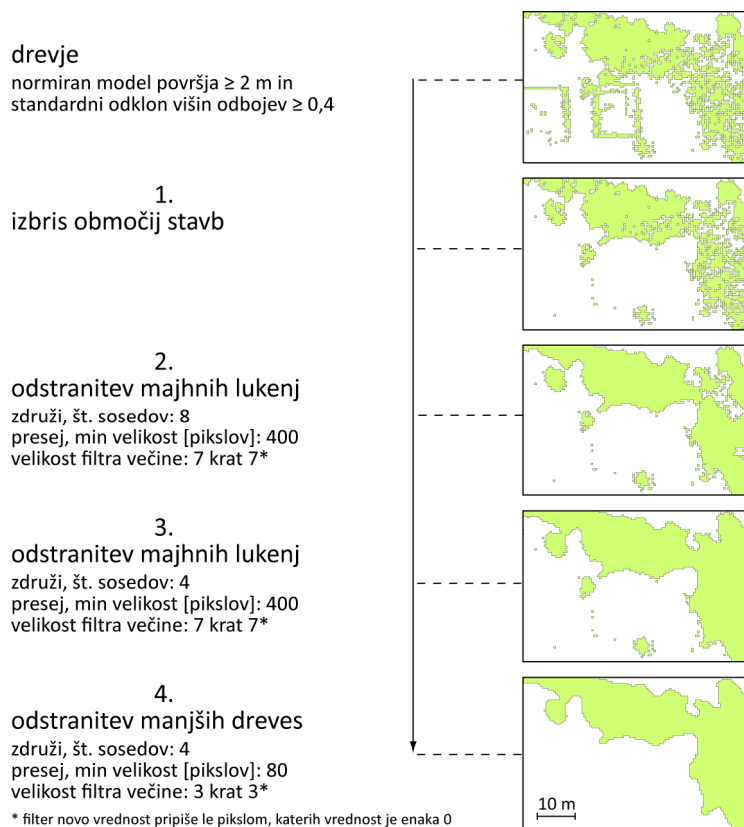 drevje
normiran model površja ≥ 2 m in
standardni odklon višin odbojev ≥ 0,4
1.
izbris območij stavb
2.
odstranitev majhnih lukenj
združi, št. sosedov: 8
presej, min velikost [pikslov]: 400
velikost filtra večine: 7 krat 7*
3.
odstranitev majhnih lukenj
združi, št. sosedov: 4
presej, min velikost [pikslov]: 400
velikost filtra večine: 7 krat 7*
4.
odstranitev manjših dreves
združi, št. sosedov: 4
presej, min velikost [pikslov]: 80
velikost filtra večine: 3 krat 3*
* filter novo vrednost pripiše le pikslom, katerih vrednost je enaka 0
10 m